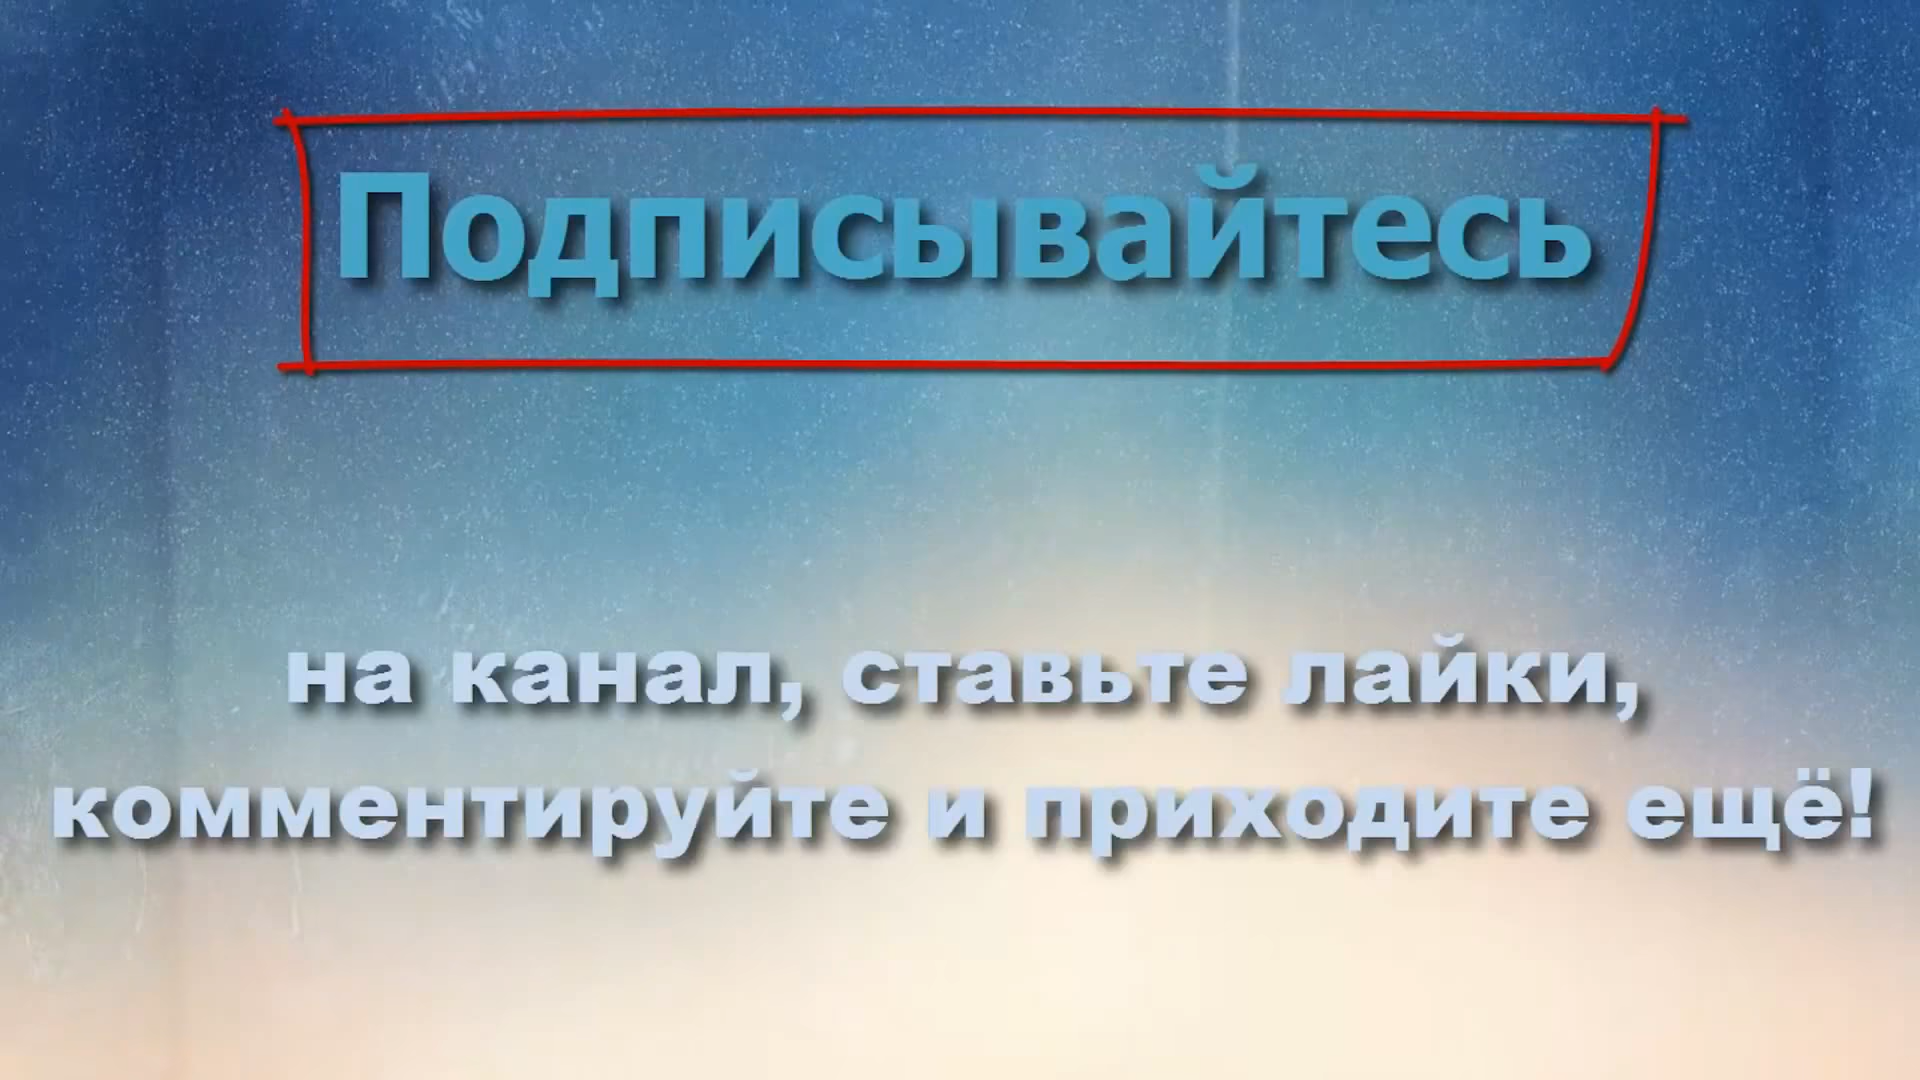 Подписывайтесь
на канал, ставьте лайки,
комментируйте и приходите ещё!